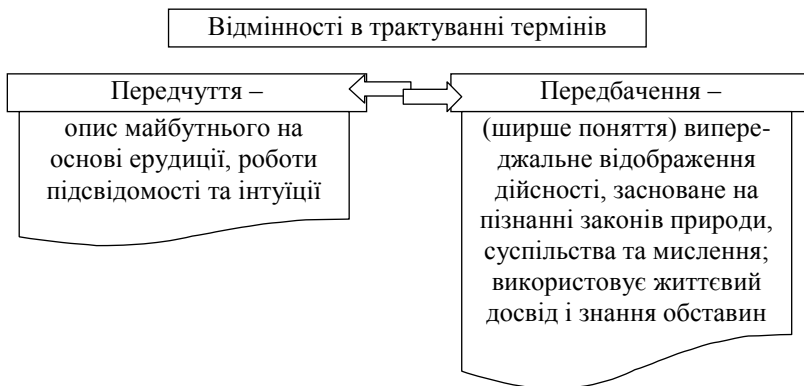 Відмінності в трактуванні термінів
Передчуття –
опис майбутнього на
основі ерудиції, роботи
підсвідомості та інтуїції
Передбачення –
(ширше поняття) випере-
джальне відображення
дійсності, засноване на
пізнанні законів природи,
суспільства та мислення;
використовує життєвий
досвід і знання обставин